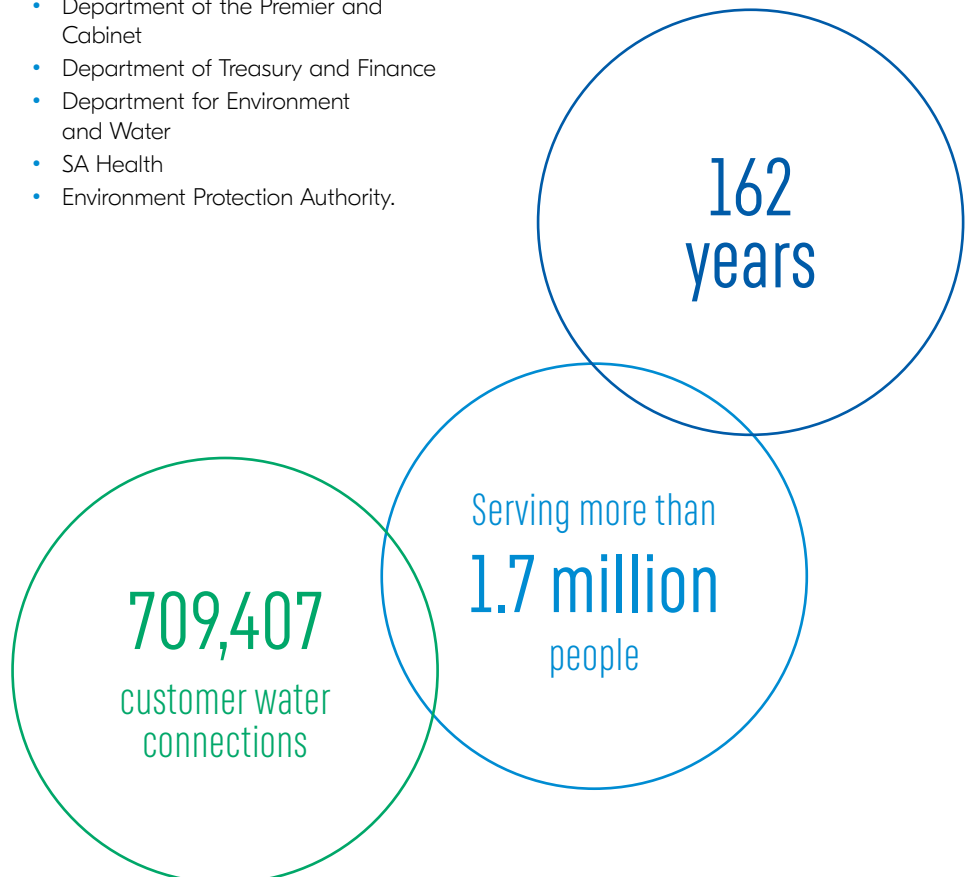 • Department of the Premier and
Cabinet
• Department of Treasury and Finance
• Department for Environment
and Water
• SA Health
• Environment Protection Authority.
162
years
Serving more than
1.7 million
people
709,407
customer water
connections